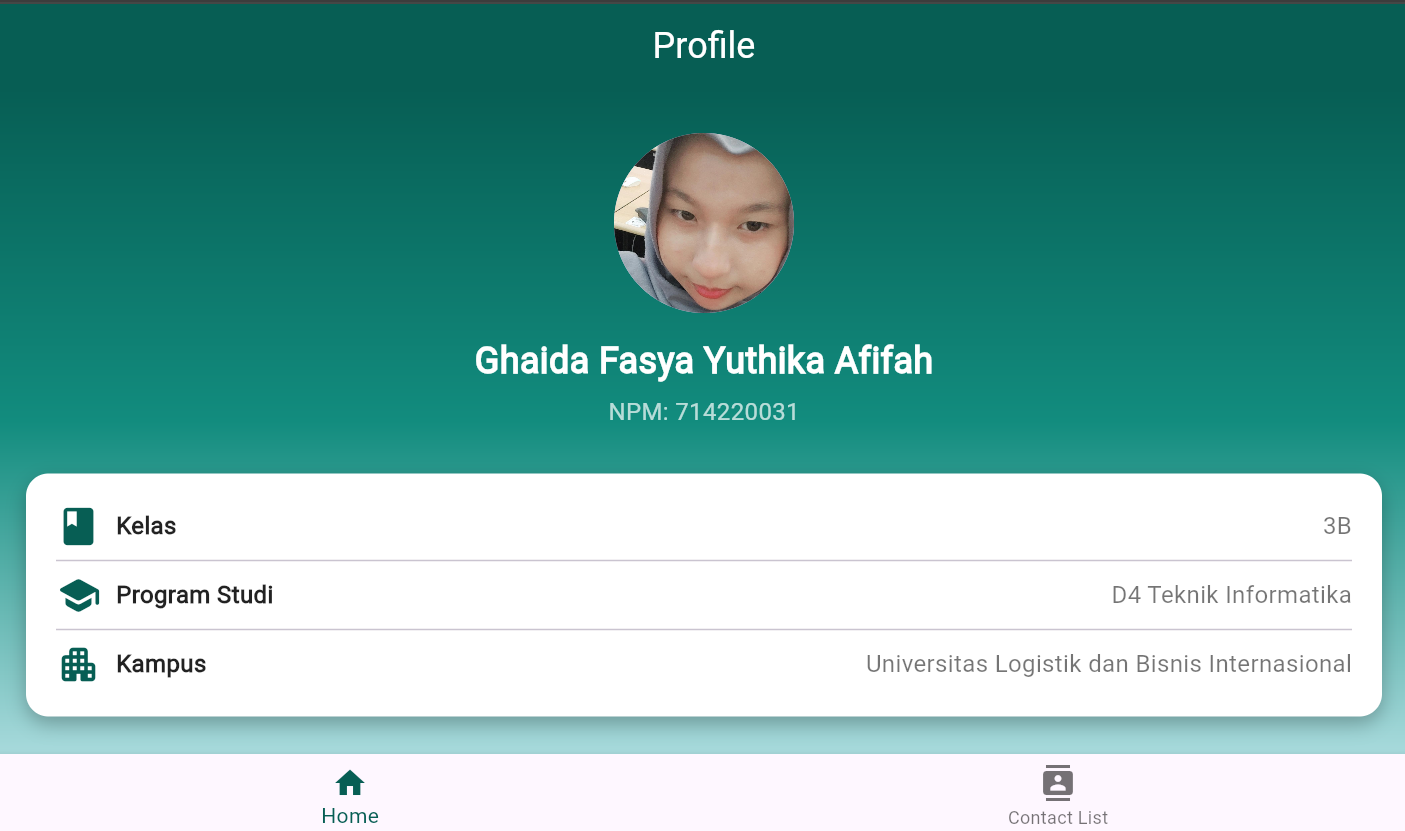 Profile
Ghaida Fasya Yuthika Afifah
NPM: 714220031
Kelas 3B
Program Studi D4 Teknik Informatika
Kampus Universitas Logistik dan Bisnis Internasional
Home Contact List